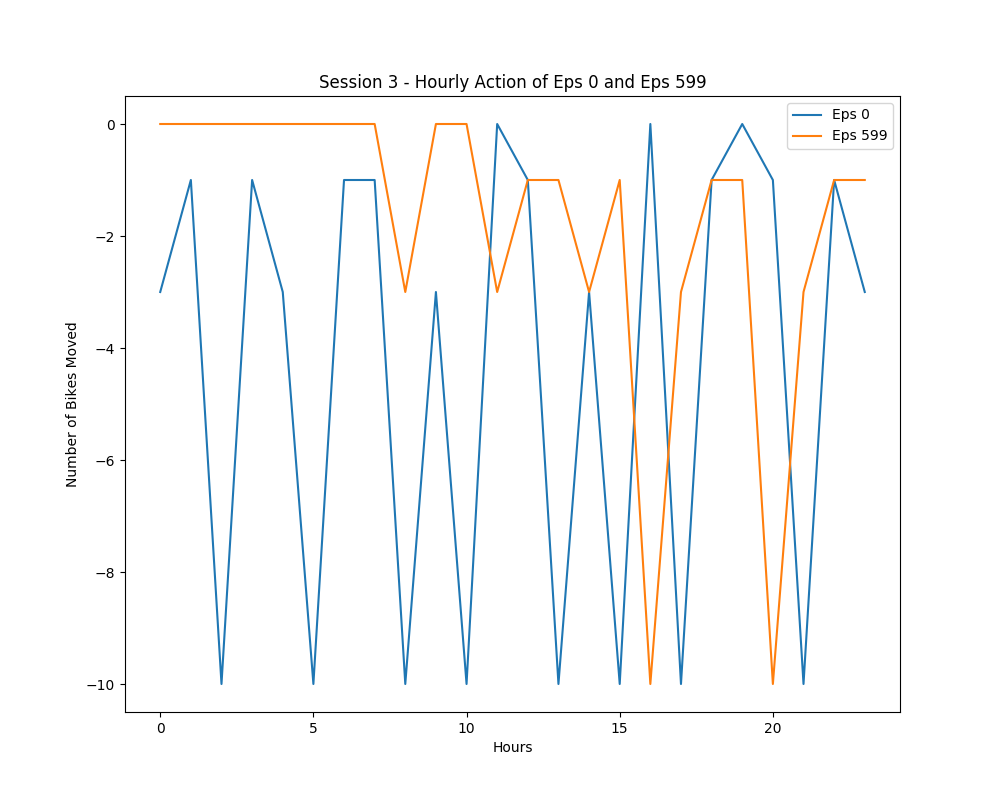 Session 3 - Hourly Action of Eps 0 and Eps 599
Eps 0
Eps 599
Number of Bikes Moved
0
−2
−4
−6
−8
−10
0
5
10
15
20
Hours